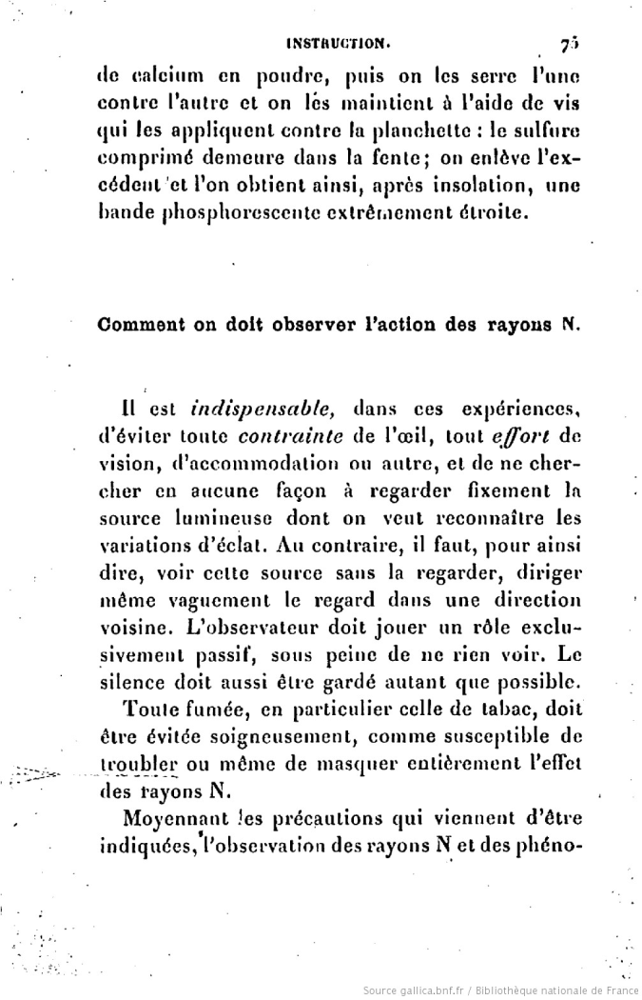 INSTRUCTION. 75
de calcium en poudre, puis on les serre l'une
contre l'autre et on les maintient à l'aide de vis
qui les appliquent contre la planchette : le sulfure
comprimé demeure dans la fente ; on enlève l'ex-
cédent et l'on obtient ainsi, après insolation, une
bande phosphorescente extrêmement étroite.
Comment on doit observer l'action des rayons N.
Il est indispensable, dans ces expériences,
d'éviter toute contrainte de l'œil, tout effort de
vision, d'accommodation ou autre, et de ne cher-
cher en aucune façon à regarder fixement la
source lumineuse dont on veut reconnaître les
variations d'éclat. Au contraire, il faut, pour ainsi
dire, voir cette source sans la regarder, diriger
même vaguement le regard dans une direction
voisine. L'observateur doit jouer un rôle exclu-
sivement passif, sous peine de ne rien voir. Le
silence doit aussi être gardé autant que possible.
Toute fumée, en particulier celle de tabac, doit
être évitée soigneusement, comme susceptible de
troubler ou même de masquer entièrement l'effet
des rayons N.
Moyennant les précautions qui viennent d'être
indiquées, l'observation des rayons N et des phéno-
Source gallica.bnf.fr / Bibliothèque nationale de France